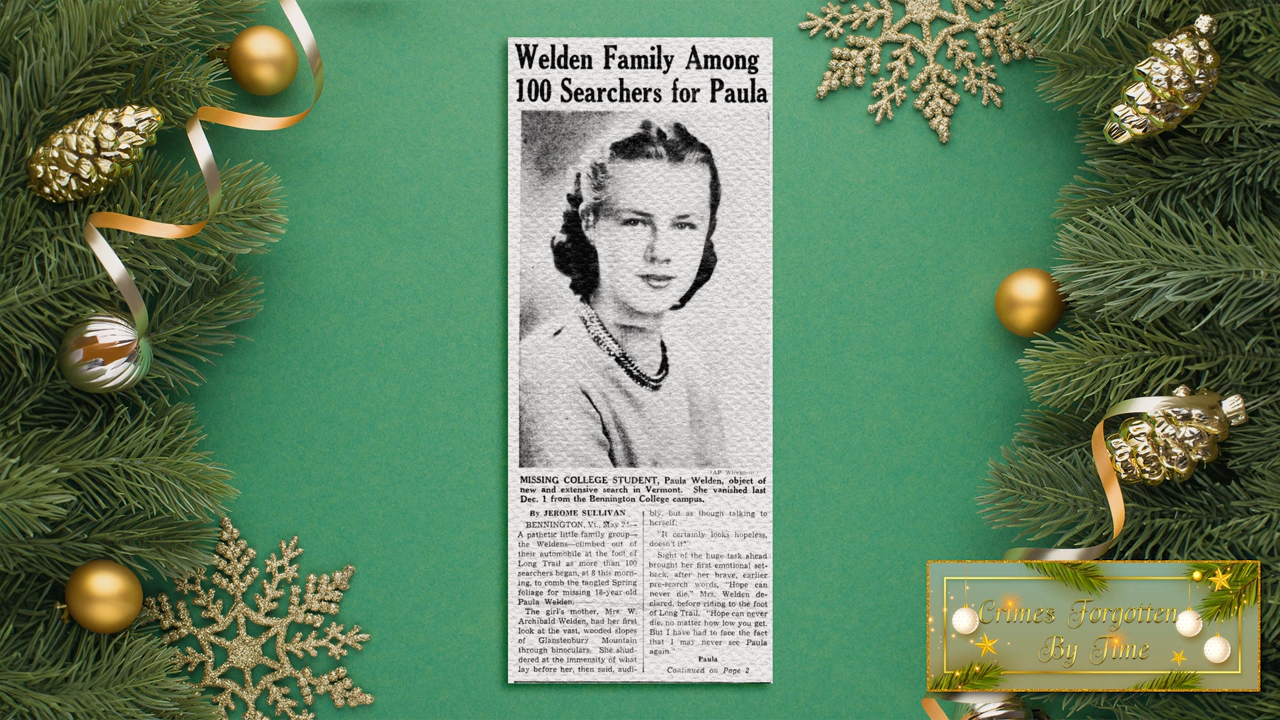 Welden Family Among
100 Searchers for Paula
(AP Wirephoto)
MISSING COLLEGE STUDENT, Paula Welden, object of
new and extensive search in Vermont. She vanished last
Dec. 1 from the Bennington College campus.
By JEROME SULLIVAN
BENNINGTON, Vt., May
A pathetic little family group—
the Weldens—climbed out of
their automobile at the foot of
Long Trail as more than 100
searchers began, at 8 this morn-
ing, to comb the tangled Spring
foliage for missing 18-year-old
Paula Welden.
The girl's mother, Mrs. W.
Archibald Welden, had her first
look at the vast, wooded slopes
of Glanstenbury Mountain
through binoculars. She shud-
dered at the immensity of what
lay before her, then said, audi-
bly, but as though talking to
herself:
"It certainly looks hopeless,
doesn't it?"
Sight of the huge task ahead
brought her first emotional set-
back, after her brave, earlier
pre-search words, "Hope can
never die," Mrs. Welden de-
clared, before riding to the foot
of Long Trail. "Hope can never
die, no matter how low you get.
But I have had to face the fact
that I may never see Paula
again."
Paula
Continued on Page 2
Crimes Forgotten
By Time